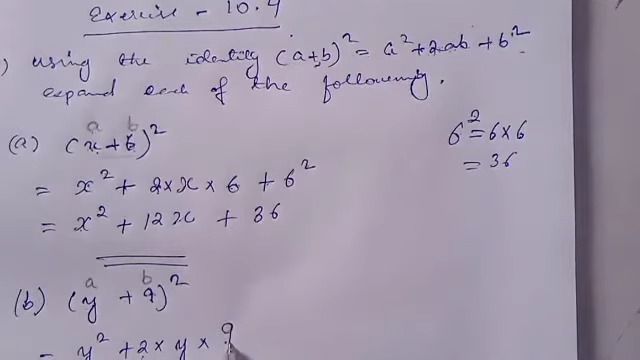 Exercise - 10.4
) using the identity (a+b)² = a² + 2ab + b²
expand each of the following.
a b
(a) (x + 6)²
= x² + 2 × x × 6 + 6²
= x² + 12x + 36
6² = 6×6
= 36
a b
(b) (y + 9)²
= y² + 2 × y × 9